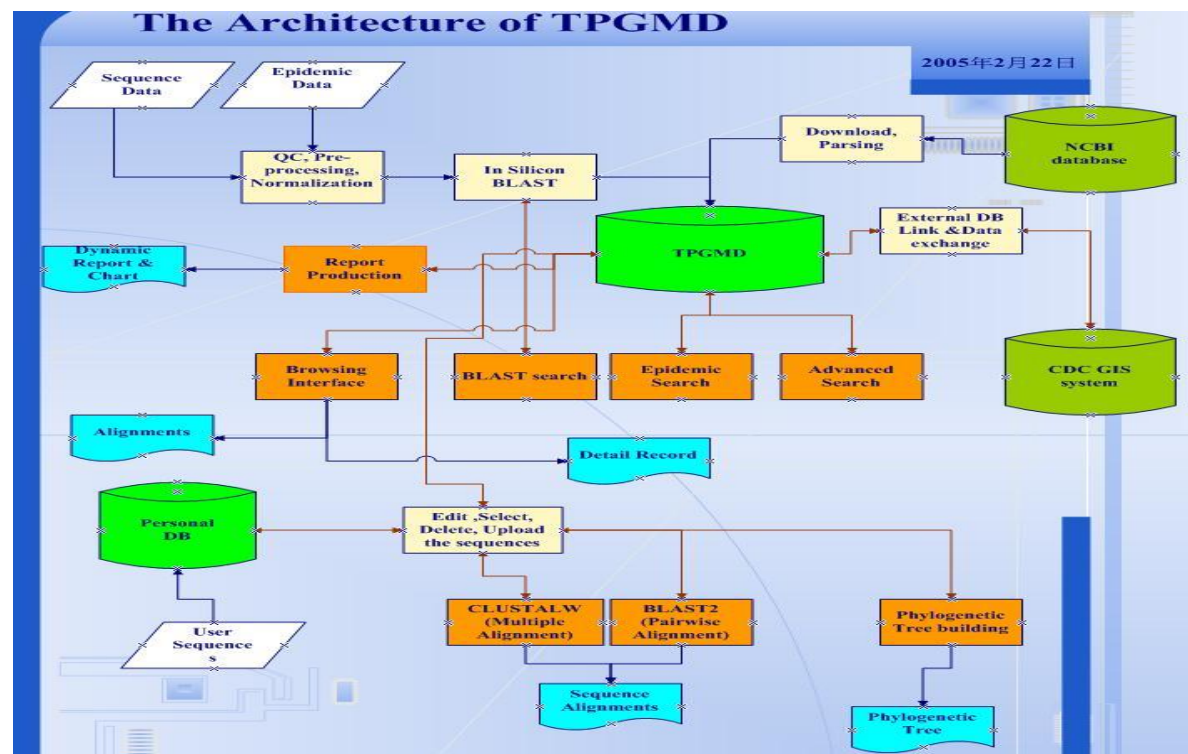 The Architecture of TPGMD
2005年2月22日
Sequence
Data
Epidemic
Data
QC, Pre-
processing,
Normalization
In Silicon
BLAST
Download,
Parsing
NCBI
database
External DB
Link &Data
exchange
TPGMD
Dynamic
Report &
Chart
Report
Production
Browsing
Interface
BLAST search
Epidemic
Search
Advanced
Search
CDC GIS
system
Alignments
Detail Record
Personal
DB
Edit ,Select,
Delete, Upload
the sequences
User
Sequence
s
CLUSTALW
(Multiple
Alignment)
BLAST2
(Pairwise
Alignment)
Phylogenetic
Tree building
Sequence
Alignments
Phylogenetic
Tree